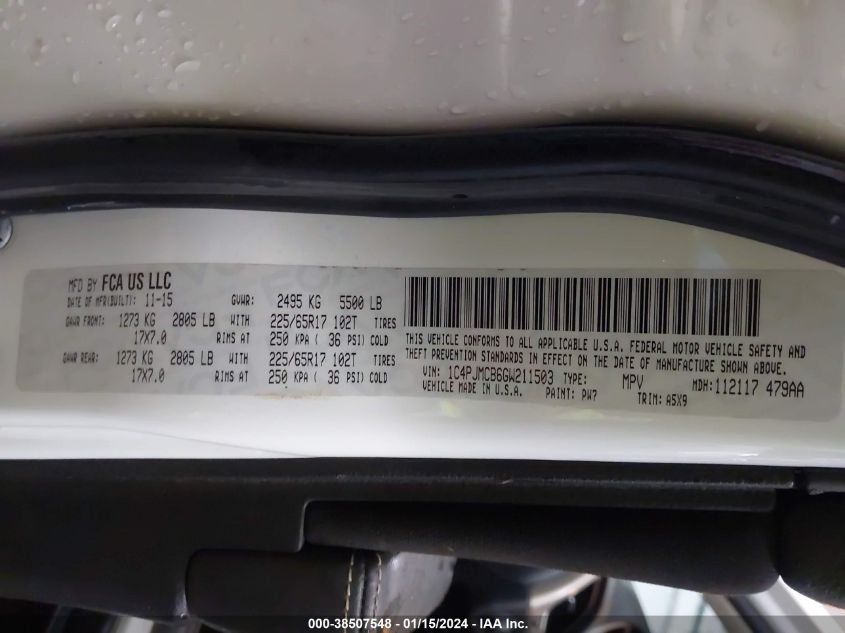 MFD BY FCA US LLC
DATE OF MFR(BUILT): 11-15 GVWR: 2495 KG 5500 LB
GAWR FRONT: 1273 KG 2805 LB WITH 225/65R17 102T TIRES
17X7.0 RIMS AT 250 KPA ( 36 PSI) COLD
GAWR REAR: 1273 KG 2805 LB WITH 225/65R17 102T TIRES
17X7.0 RIMS AT 250 KPA ( 36 PSI) COLD
THIS VEHICLE CONFORMS TO ALL APPLICABLE U.S.A. FEDERAL MOTOR VEHICLE SAFETY AND
THEFT PREVENTION STANDARDS IN EFFECT ON THE DATE OF MANUFACTURE SHOWN ABOVE.
VIN: 1C4PJMCB6GW211503 TYPE: MPV MDH: 112117 479AA
VEHICLE MADE IN U.S.A. PAINT: PW7 TRIM: A5X9
000-38507548 - 01/15/2024 - IAA Inc.